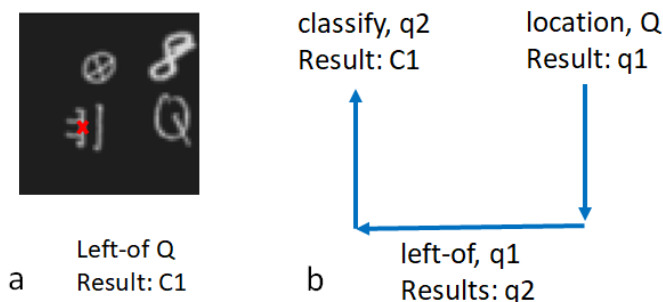 Q
Left-of Q
Result: C1
a
classify, q2
Result: C1
location, Q
Result: q1
left-of, q1
Results: q2
b